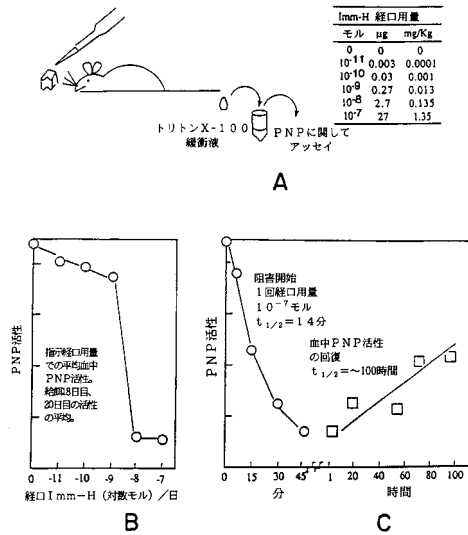 Imm-H 経口用量
モル μg mg/Kg
0 0 0
10-11 0.003 0.0001
10-10 0.03 0.001
10-9 0.27 0.013
10-8 2.7 0.135
10-7 27 1.35
トリトンX-100
緩衝液
PNPに関して
アッセイ
A
PNP活性
指示経口用量
での平均血中
PNP活性。
給餌8日目、
20日目の活性
の平均。
0 -11 -10 -9 -8 -7
経口Imm-H (対数モル) /日
B
PNP活性
阻害開始
1回経口用量
10-7モル
t1/2=14分
血中PNP活性
の回復
t1/2=~100時間
0 15 30 45 1 20 40 60 80 100
分 時間
C